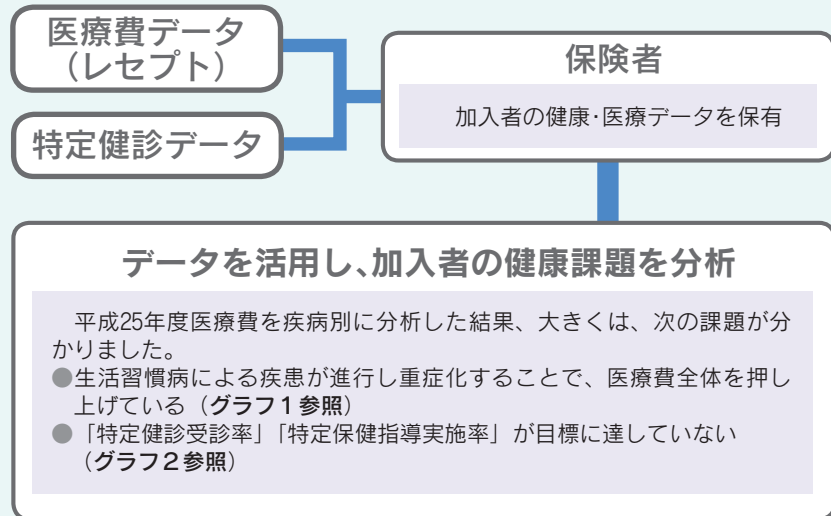 医療費データ
（レセプト）
特定健診データ
保険者
加入者の健康･医療データを保有
データを活用し､加入者の健康課題を分析
　平成25年度医療費を疾病別に分析した結果、大きくは、次の課題が分
かりました。
●生活習慣病による疾患が進行し重症化することで、医療費全体を押し
上げている（グラフ１参照）
●「特定健診受診率」「特定保健指導実施率」が目標に達していない
（グラフ２参照）